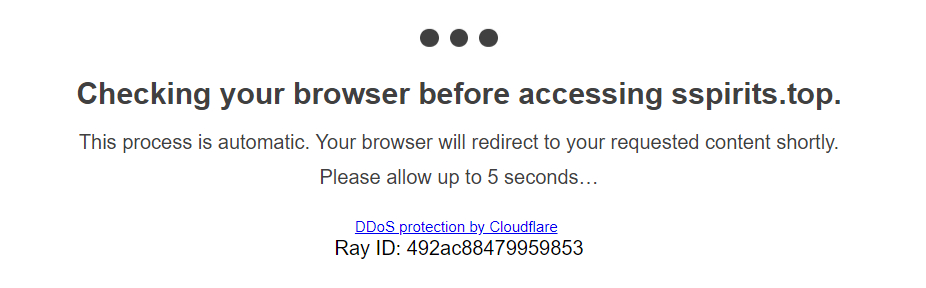 Checking your browser before accessing sspirits.top.
This process is automatic. Your browser will redirect to your requested content shortly.
Please allow up to 5 seconds…
DDoS protection by Cloudflare
Ray ID: 492ac88479959853